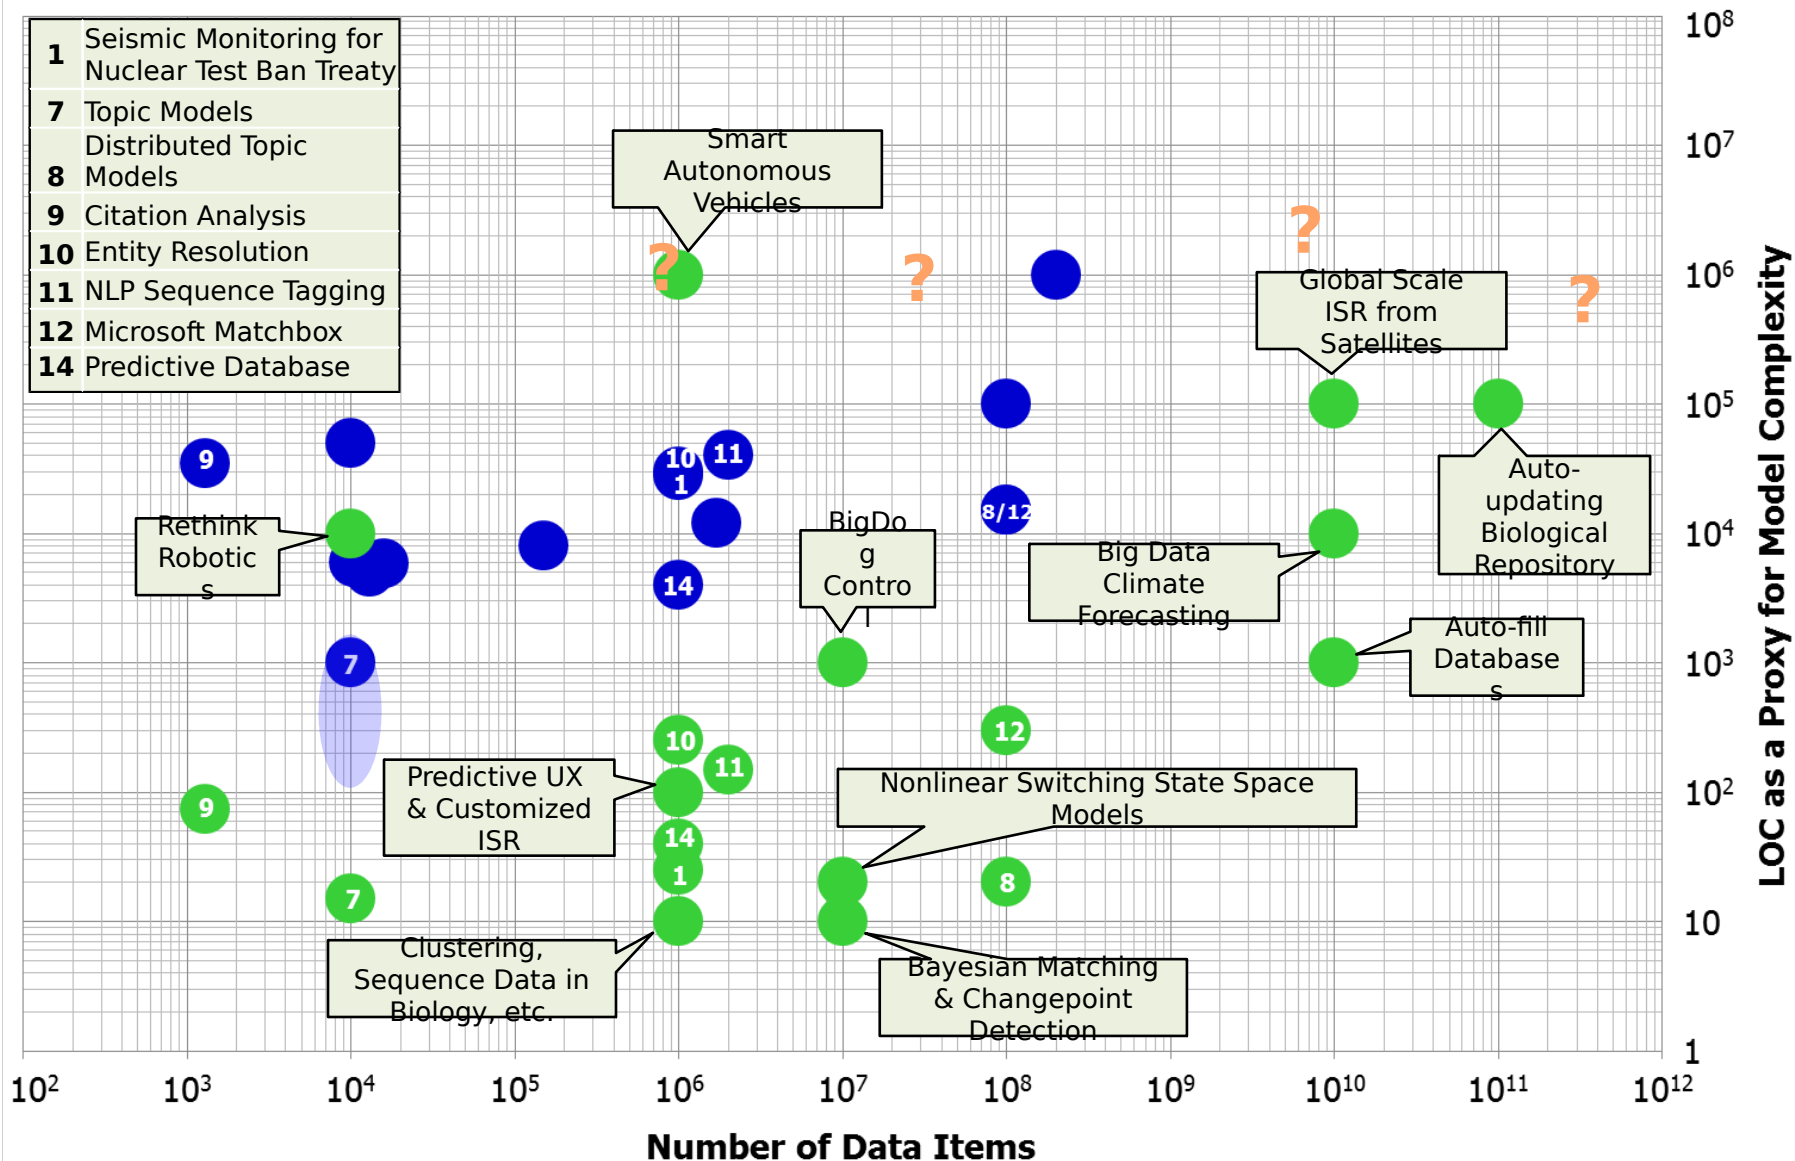 1 Seismic Monitoring for
Nuclear Test Ban Treaty
7 Topic Models
8 Distributed Topic
Models
9 Citation Analysis
10 Entity Resolution
11 NLP Sequence Tagging
12 Microsoft Matchbox
14 Predictive Database
Smart
Autonomous
Vehicles
?
?
?
?
Global Scale
ISR from
Satellites
9
10
1
11
8/12
14
7
Rethink
Robotic
s
BigDo
g
Contro
l
Big Data
Climate
Forecasting
Auto-
updating
Biological
Repository
Auto-fill
Database
s
10
11
12
9
14
1
7
8
Predictive UX
& Customized
ISR
Nonlinear Switching State Space
Models
Clustering,
Sequence Data in
Biology, etc.
Bayesian Matching
& Changepoint
Detection
10⁸
10⁷
10⁶
10⁵
10⁴
10³
10²
10
1
LOC as a Proxy for Model Complexity
10² 10³ 10⁴ 10⁵ 10⁶ 10⁷ 10⁸ 10⁹ 10¹⁰ 10¹¹ 10¹²
Number of Data Items